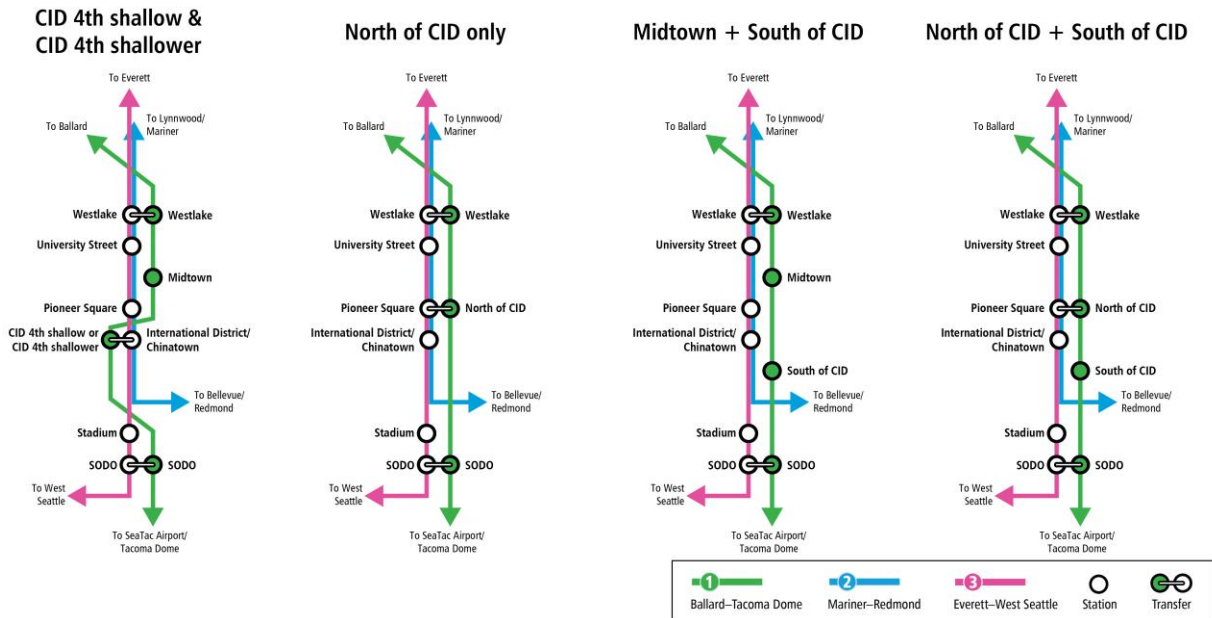 CID 4th shallow &
CID 4th shallower
To Everett
To Lynnwood/
Mariner
To Ballard
Westlake
Westlake
University Street
Midtown
Pioneer Square
CID 4th shallow or
CID 4th shallower
International District/
Chinatown
To Bellevue/
Redmond
Stadium
SODO
SODO
To West
Seattle
To SeaTac Airport/
Tacoma Dome
North of CID only
To Everett
To Lynnwood/
Mariner
To Ballard
Westlake
Westlake
University Street
Pioneer Square
North of CID
International District/
Chinatown
To Bellevue/
Redmond
Stadium
SODO
SODO
To West
Seattle
To SeaTac Airport/
Tacoma Dome
Midtown + South of CID
To Everett
To Lynnwood/
Mariner
To Ballard
Westlake
Westlake
University Street
Midtown
Pioneer Square
International District/
Chinatown
South of CID
To Bellevue/
Redmond
Stadium
SODO
SODO
To West
Seattle
To SeaTac Airport/
Tacoma Dome
North of CID + South of CID
To Everett
To Lynnwood/
Mariner
To Ballard
Westlake
Westlake
University Street
Pioneer Square
North of CID
International District/
Chinatown
South of CID
To Bellevue/
Redmond
Stadium
SODO
SODO
To West
Seattle
To SeaTac Airport/
Tacoma Dome
1
Ballard–Tacoma Dome
2
Mariner–Redmond
3
Everett–West Seattle
Station
Transfer